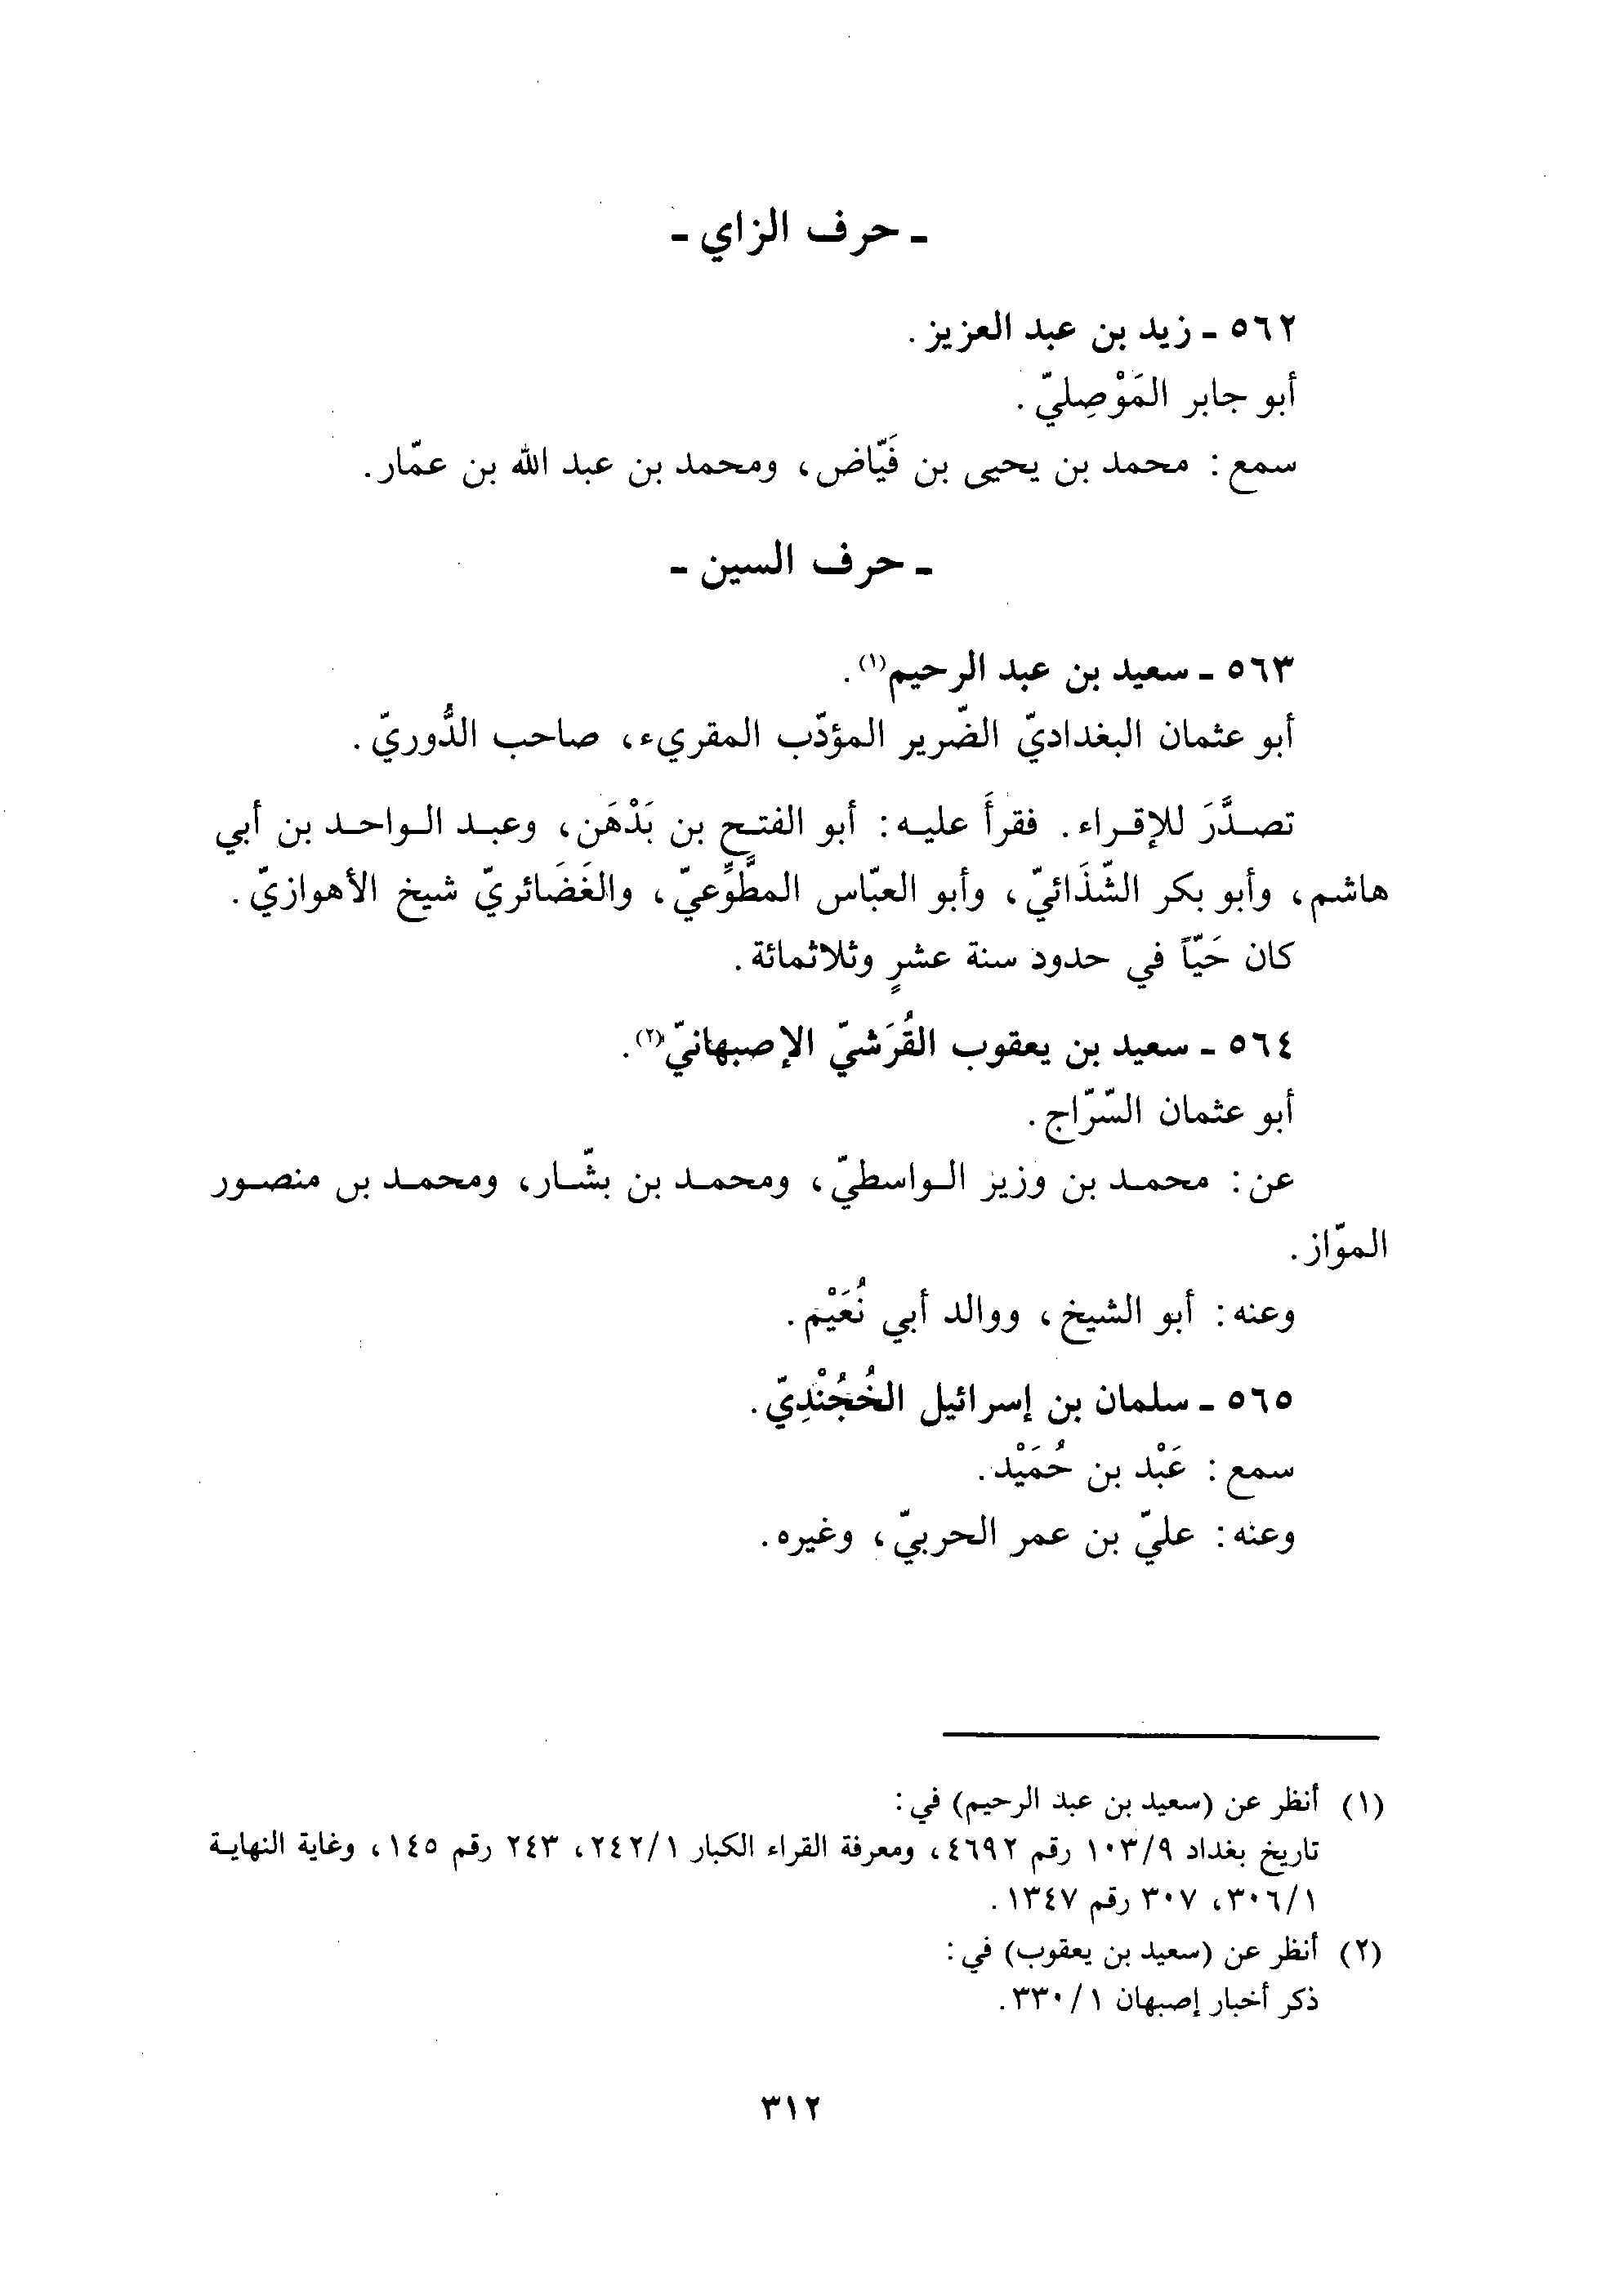 ـ حرف الزاي ـ
٥٦٢ ـ زيد بن عبد العزيز.
أبو جابر المَوْصِليّ.
سمع: محمد بن يحيى بن فَيَّاض، ومحمد بن عبد الله بن عمّار.
ـ حرف السين ـ
٥٦٣ ـ سعيد بن عبد الرحيم(١).
أبو عثمان البغداديّ الضّرير المؤدّب المقريء، صاحب الدُّوريّ.
تصدَّرَ للإقراء. فقرأَ عليه: أبو الفتحِ بن بَدْهَن، وعبد الواحد بن أبي
هاشم، وأبو بكر الشّذَائيّ، وأبو العبّاس المطَّوِّعيّ، والغَضَائريّ شيخ الأهوازيّ.
كان حَيّاً في حدود سنة عشرٍ وثلاثمائة.
٥٦٤ ـ سعيد بن يعقوب القُرَشيّ الإصبهانيّ(٢).
أبو عثمان السّرّاج.
عن: محمد بن وزير الواسطيّ، ومحمد بن بشّار، ومحمد بن منصور
الموّاز.
وعنه: أبو الشيخ، ووالد أبي نُعَيْم.
٥٦٥ ـ سلمان بن إسرائيل الخُجُنْدِيّ.
سمع: عَبْد بن حُمَيْد.
وعنه: عليّ بن عمر الحربيّ، وغيره.
(١) أنظر عن (سعيد بن عبد الرحيم) في:
تاريخ بغداد ١٠٣/٩ رقم ٤٦٩٢، ومعرفة القراء الكبار ٢٤٢/١، ٢٤٣ رقم ١٤٥، وغاية النهاية
٣٠٦/١، ٣٠٧ رقم ١٣٤٧.
(٢) أنظر عن (سعيد بن يعقوب) في:
ذكر أخبار إصبهان ٣٣٠/١.
٣١٢